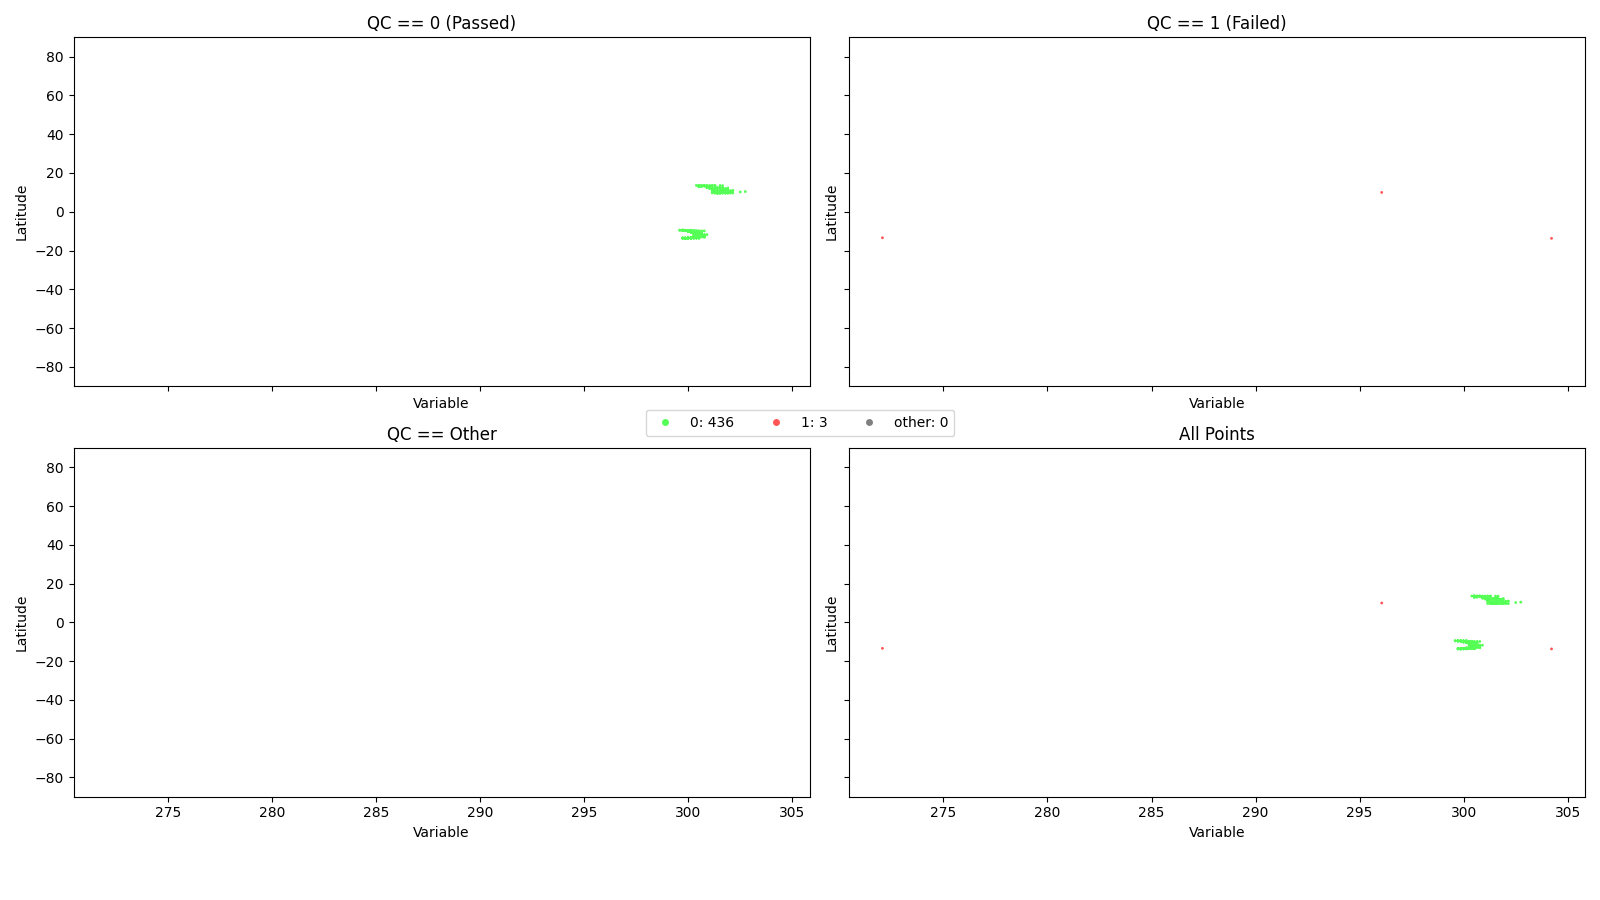 QC == 0 (Passed)
QC == 1 (Failed)
80
60
40
20
0
−20
−40
−60
−80
Latitude
Latitude
Variable
Variable
0: 436 1: 3 other: 0
QC == Other
All Points
80
60
40
20
0
−20
−40
−60
−80
Latitude
Latitude
275 280 285 290 295 300 305
275 280 285 290 295 300 305
Variable
Variable